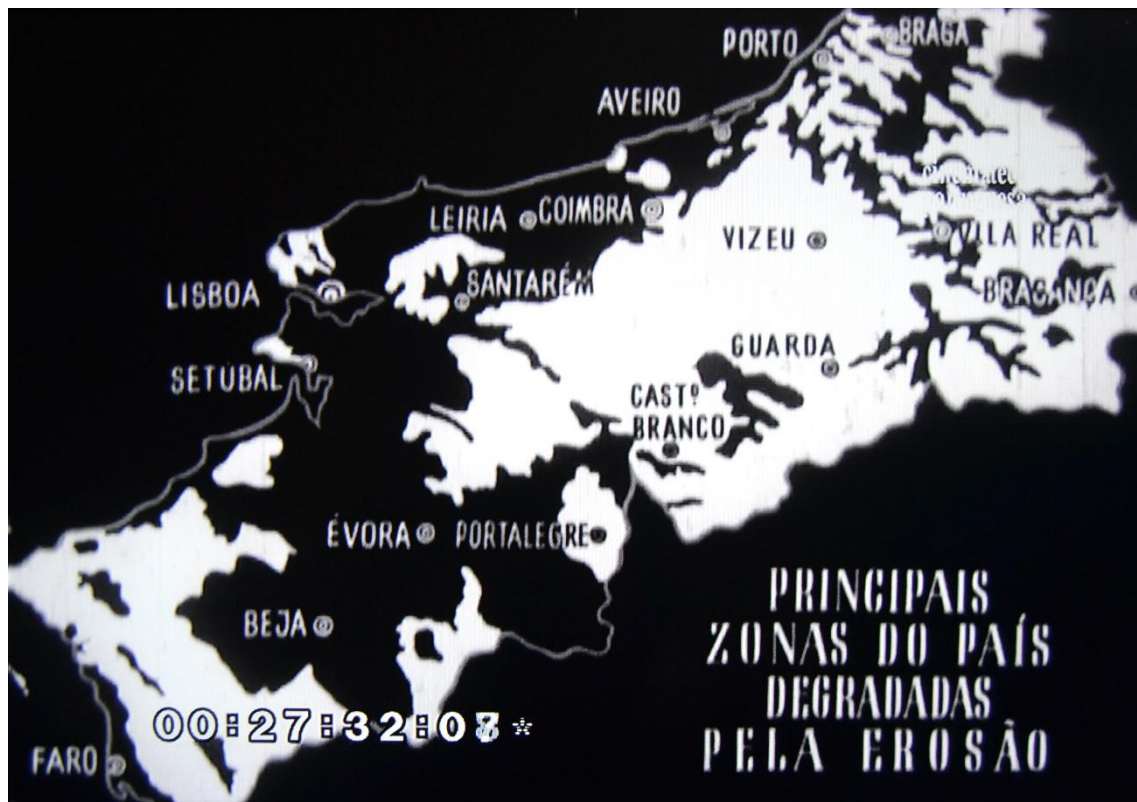 PORTO
BRAGA
AVEIRO
LEIRIA
COIMBRA
VIZEU
VILA REAL
LISBOA
SANTARÉM
BRAGANÇA
SETÚBAL
GUARDA
CASTº
BRANCO
ÉVORA
PORTALEGRE
BEJA
FARO
PRINCIPAIS
ZONAS DO PAÍS
DEGRADADAS
PELA EROSÃO